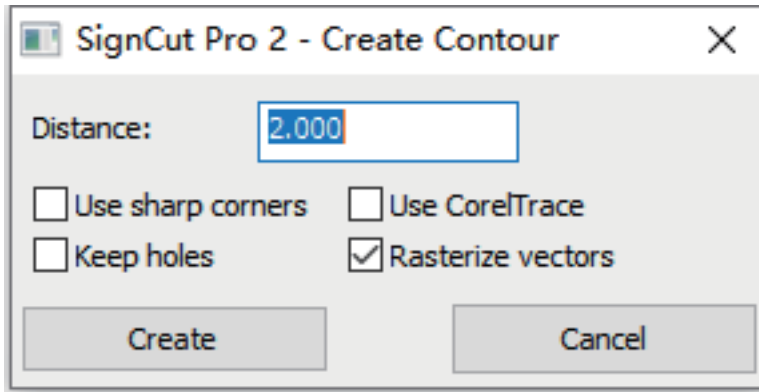 SignCut Pro 2 - Create Contour
Distance: 2.000
Use sharp corners Use CorelTrace
Keep holes Rasterize vectors
Create Cancel